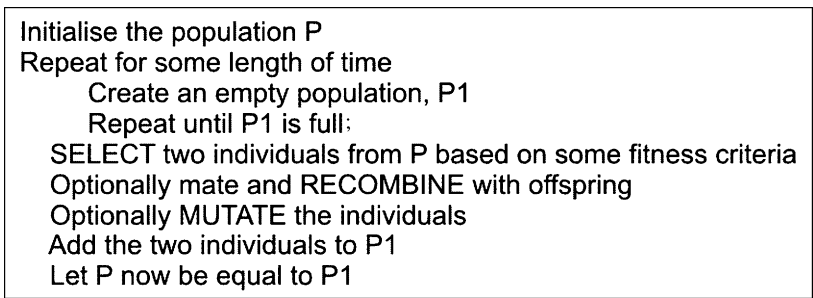 Initialise the population P
Repeat for some length of time
Create an empty population, P1
Repeat until P1 is full;
SELECT two individuals from P based on some fitness criteria
Optionally mate and RECOMBINE with offspring
Optionally MUTATE the individuals
Add the two individuals to P1
Let P now be equal to P1